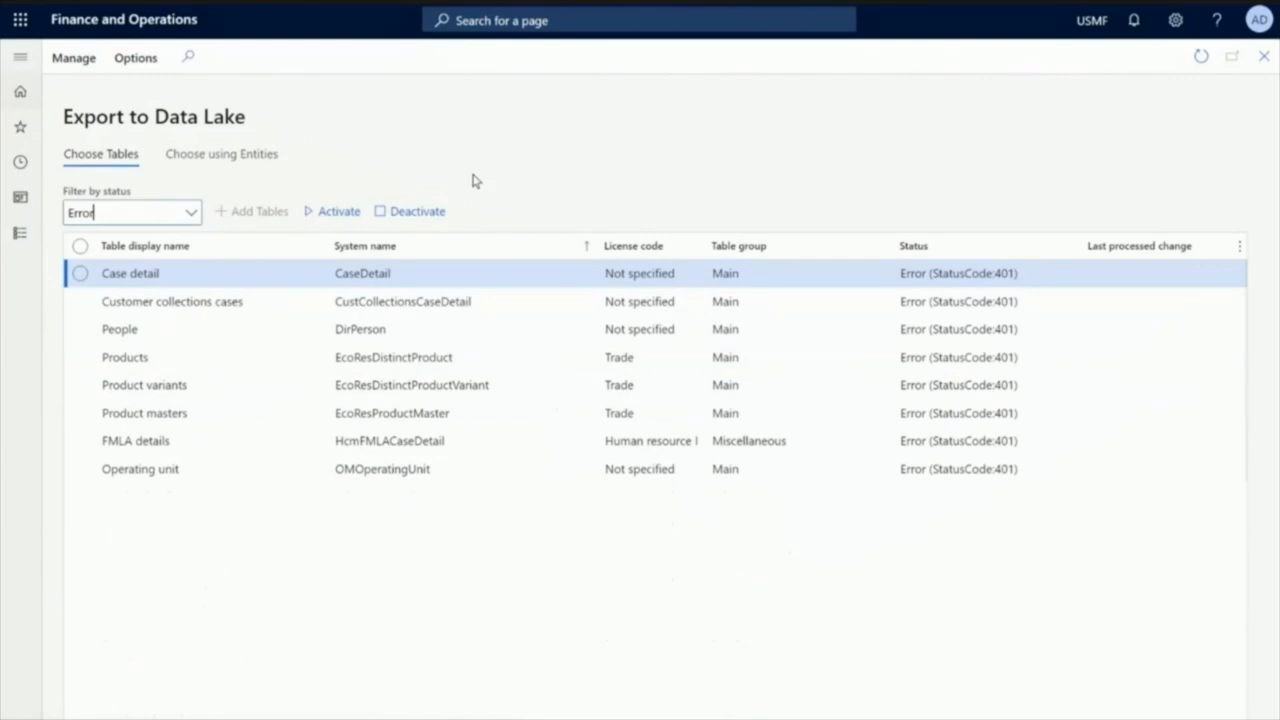 Finance and Operations
Search for a page
USMF
?
AD
Manage
Options
Export to Data Lake
Choose Tables
Choose using Entities
Filter by status
Error
+ Add Tables
Activate
Deactivate
Table display name System name ↑ License code Table group Status Last processed change
Case detail CaseDetail Not specified Main Error (StatusCode:401)
Customer collections cases CustCollectionsCaseDetail Not specified Main Error (StatusCode:401)
People DirPerson Not specified Main Error (StatusCode:401)
Products EcoResDistinctProduct Trade Main Error (StatusCode:401)
Product variants EcoResDistinctProductVariant Trade Main Error (StatusCode:401)
Product masters EcoResProductMaster Trade Main Error (StatusCode:401)
FMLA details HcmFMLACaseDetail Human resource Miscellaneous Error (StatusCode:401)
Operating unit OMOperatingUnit Not specified Main Error (StatusCode:401)